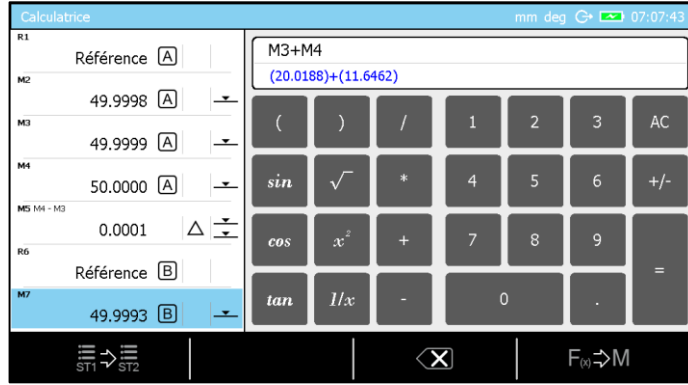 Calculatrice
mm deg 07:07:43
R1
Référence A
M2
49.9998 A
M3
49.9999 A
M4
50.0000 A
M5 M4 - M3
0.0001
R6
Référence B
M7
49.9993 B
M3+M4
(20.0188)+(11.6462)
( ) / 1 2 3 AC
sin √ * 4 5 6 +/-
cos x² + 7 8 9
tan 1/x - 0 . =
ST1 ST2
F(x) M